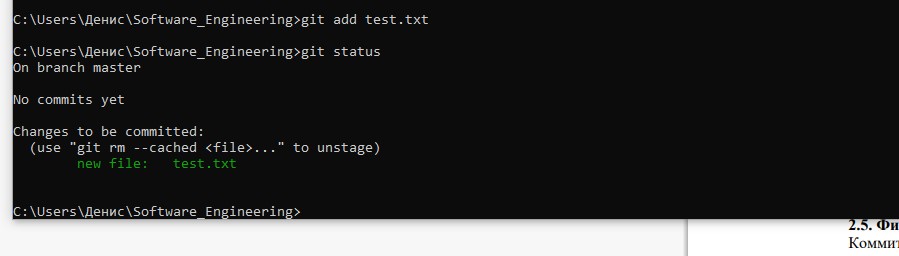 C:\Users\Денис\Software_Engineering>git add test.txt
C:\Users\Денис\Software_Engineering>git status
On branch master
No commits yet
Changes to be committed:
  (use "git rm --cached <file>..." to unstage)
        new file:   test.txt
C:\Users\Денис\Software_Engineering>
2.5. Фи
Коммит